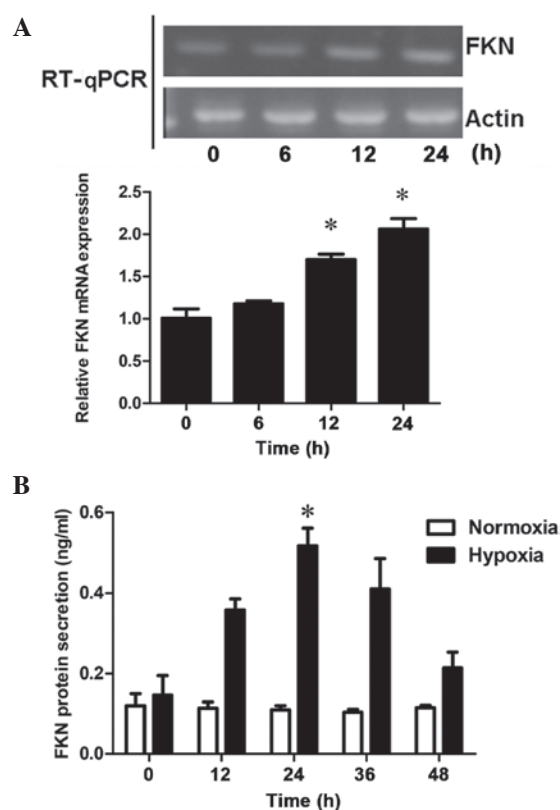 A
RT-qPCR
FKN
Actin
0 6 12 24 (h)
Relative FKN mRNA expression
2.5
2.0
1.5
1.0
0.5
0.0
* *
0 6 12 24
Time (h)
B
FKN protein secretion (ng/ml)
0.6
0.4
0.2
0.0
*
Normoxia
Hypoxia
0 12 24 36 48
Time (h)